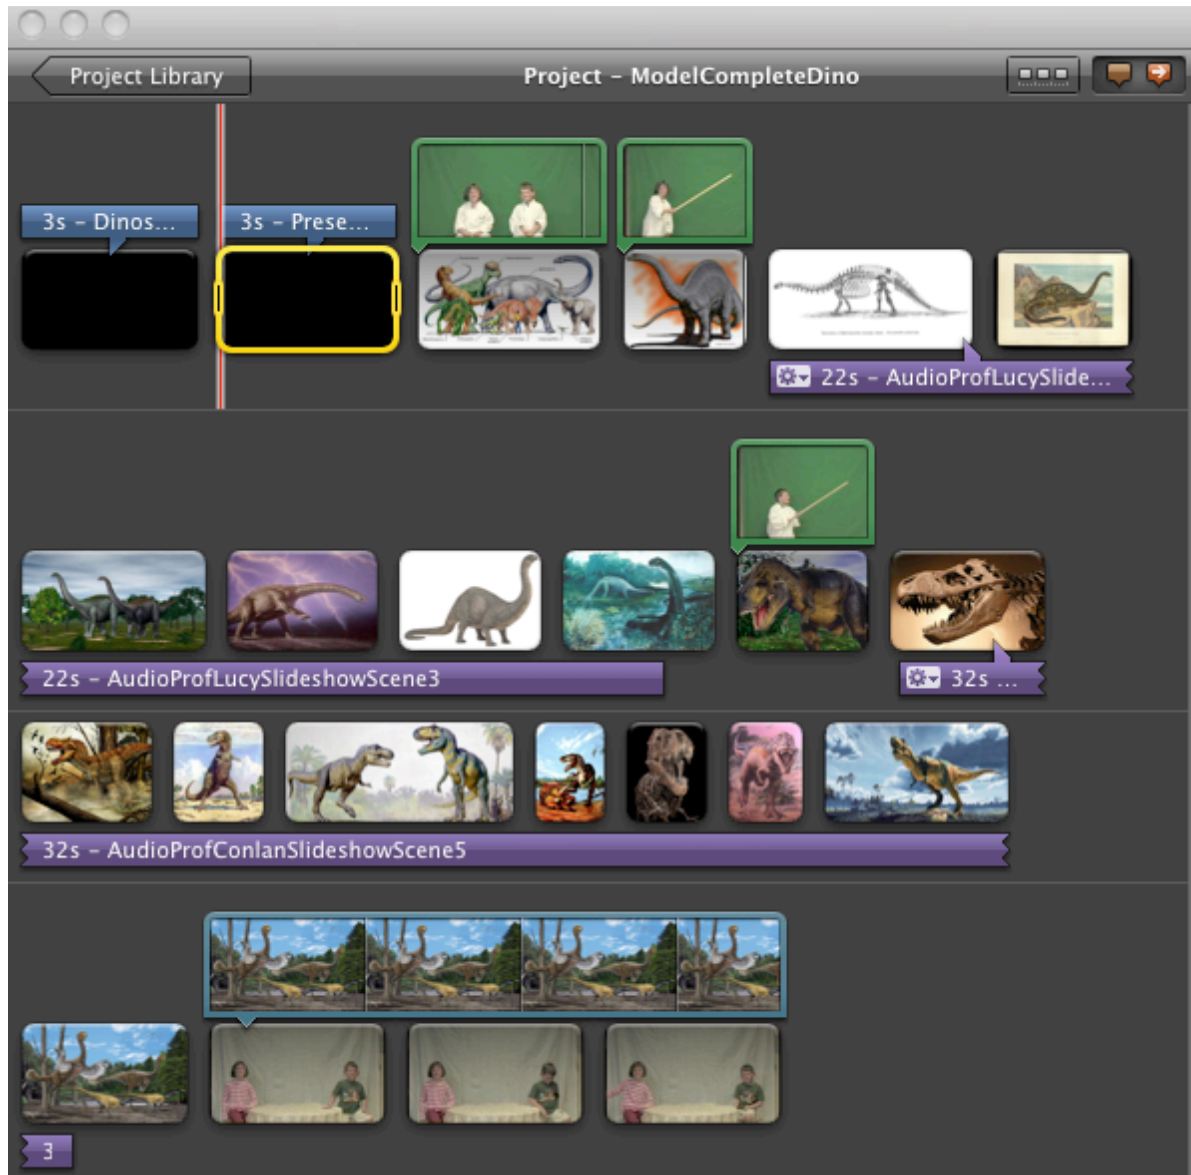 Project Library
Project – ModelCompleteDino
3s – Dinos...
3s – Prese...
22s – AudioProfLucySlide...
22s – AudioProfLucySlideshowScene3
32s ...
32s – AudioProfConlanSlideshowScene5
3